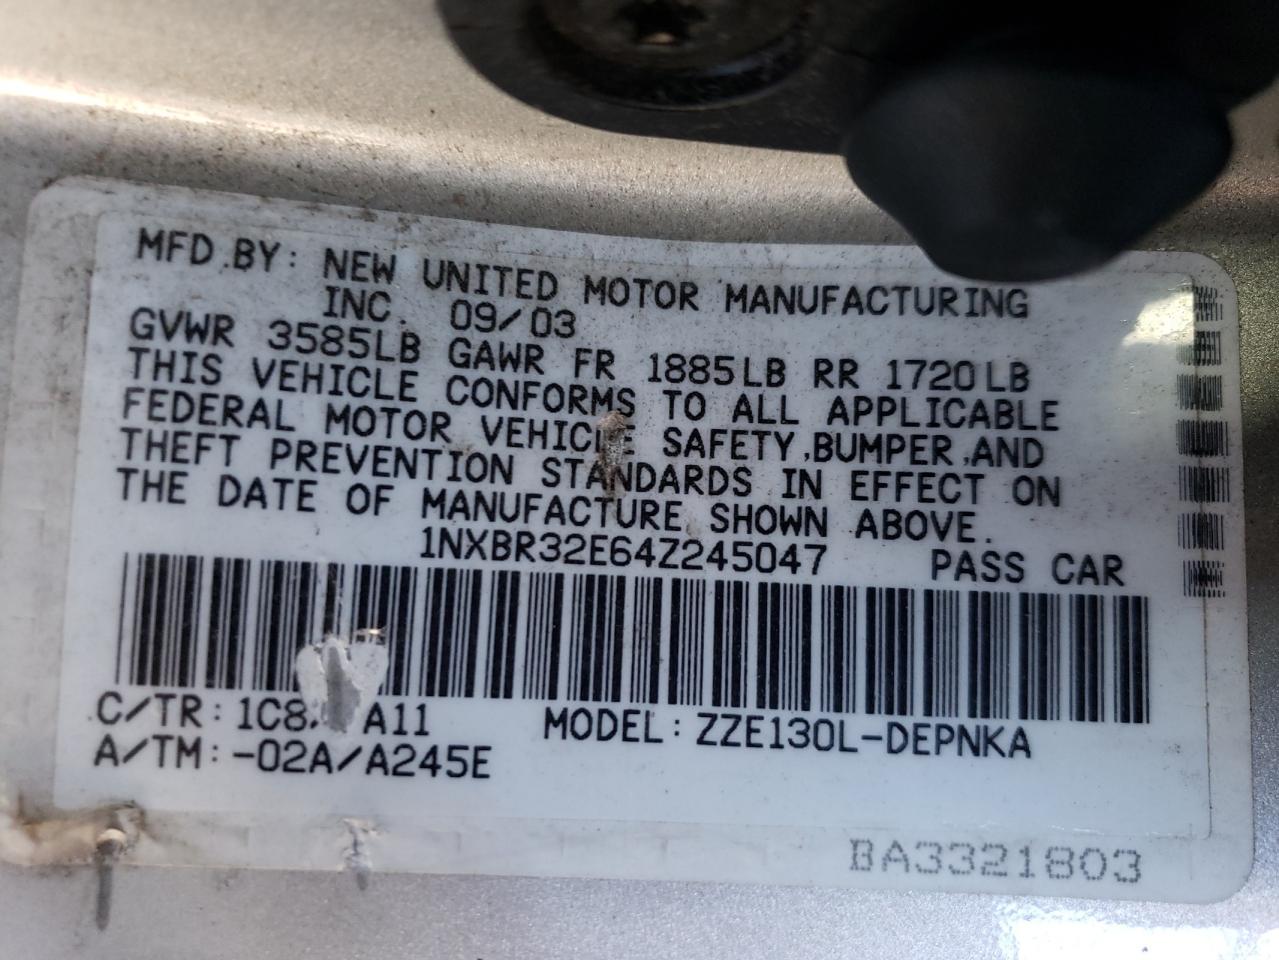 MFD.BY: NEW UNITED MOTOR MANUFACTURING
INC. 09/03
GVWR 3585LB GAWR FR 1885LB RR 1720LB
THIS VEHICLE CONFORMS TO ALL APPLICABLE
FEDERAL MOTOR VEHICLE SAFETY,BUMPER,AND
THEFT PREVENTION STANDARDS IN EFFECT ON
THE DATE OF MANUFACTURE SHOWN ABOVE.
1NXBR32E64Z245047 PASS CAR
C/TR: A11 MODEL: ZZE130L-DEPNKA
A/TM: -02A/A245E
BA3321803